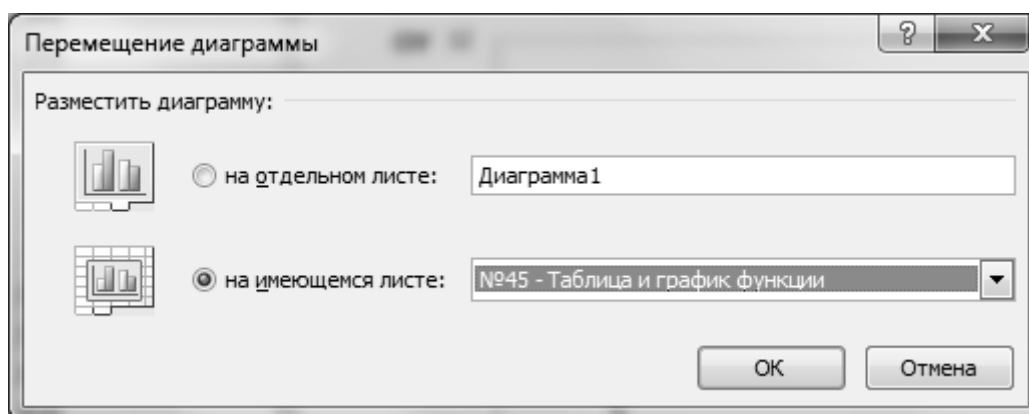 Перемещение диаграммы
?
Разместить диаграмму:
на отдельном листе: Диаграмма1
на имеющемся листе: №45 - Таблица и график функции
ОК Отмена